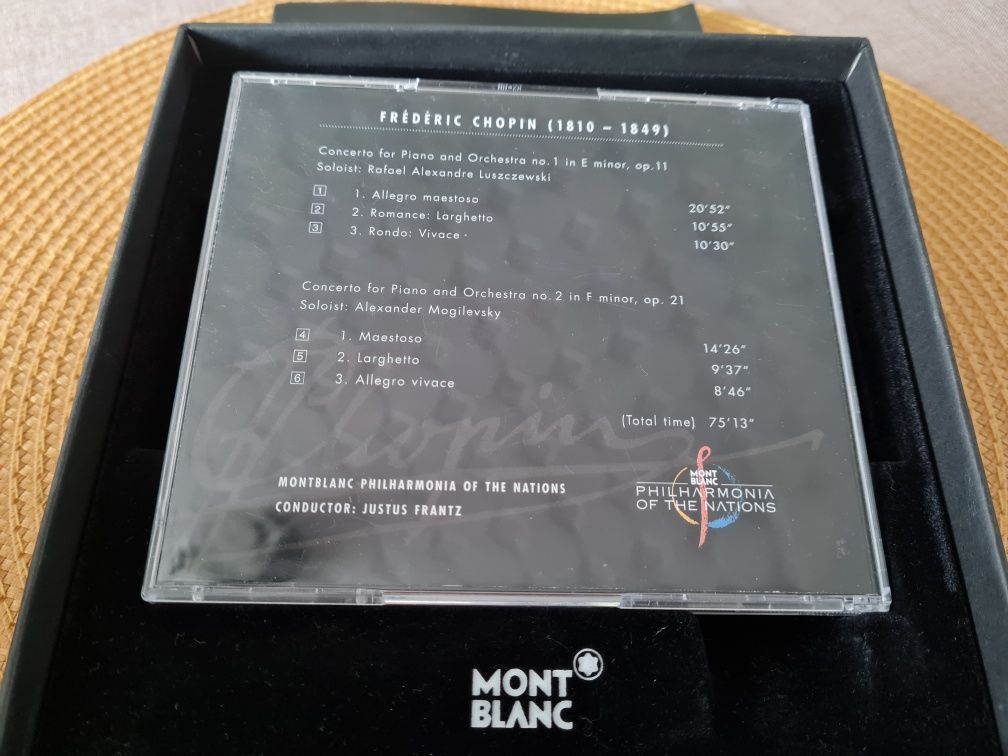 FRÉDÉRIC CHOPIN (1810 – 1849)
Concerto for Piano and Orchestra no. 1 in E minor, op. 11
Soloist: Rafael Alexandre Luszczewski
1 1. Allegro maestoso 20'52"
2 2. Romance: Larghetto 10'55"
3 3. Rondo: Vivace 10'30"
Concerto for Piano and Orchestra no. 2 in F minor, op. 21
Soloist: Alexander Mogilevsky
4 1. Maestoso 14'26"
5 2. Larghetto 9'37"
6 3. Allegro vivace 8'46"
(Total time) 75'13"
Chopin
MONTBLANC PHILHARMONIA OF THE NATIONS
CONDUCTOR: JUSTUS FRANTZ
MONT
BLANC
PHILHARMONIA
OF THE NATIONS
MONT
BLANC